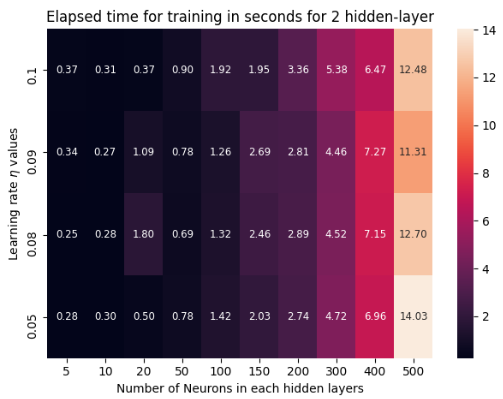 Elapsed time for training in seconds for 2 hidden-layer
0.1 0.37 0.31 0.37 0.90 1.92 1.95 3.36 5.38 6.47 12.48
0.09 0.34 0.27 1.09 0.78 1.26 2.69 2.81 4.46 7.27 11.31
0.08 0.25 0.28 1.80 0.69 1.32 2.46 2.89 4.52 7.15 12.70
0.05 0.28 0.30 0.50 0.78 1.42 2.03 2.74 4.72 6.96 14.03
5 10 20 50 100 150 200 300 400 500
Number of Neurons in each hidden layers
Learning rate η values
14
12
10
8
6
4
2